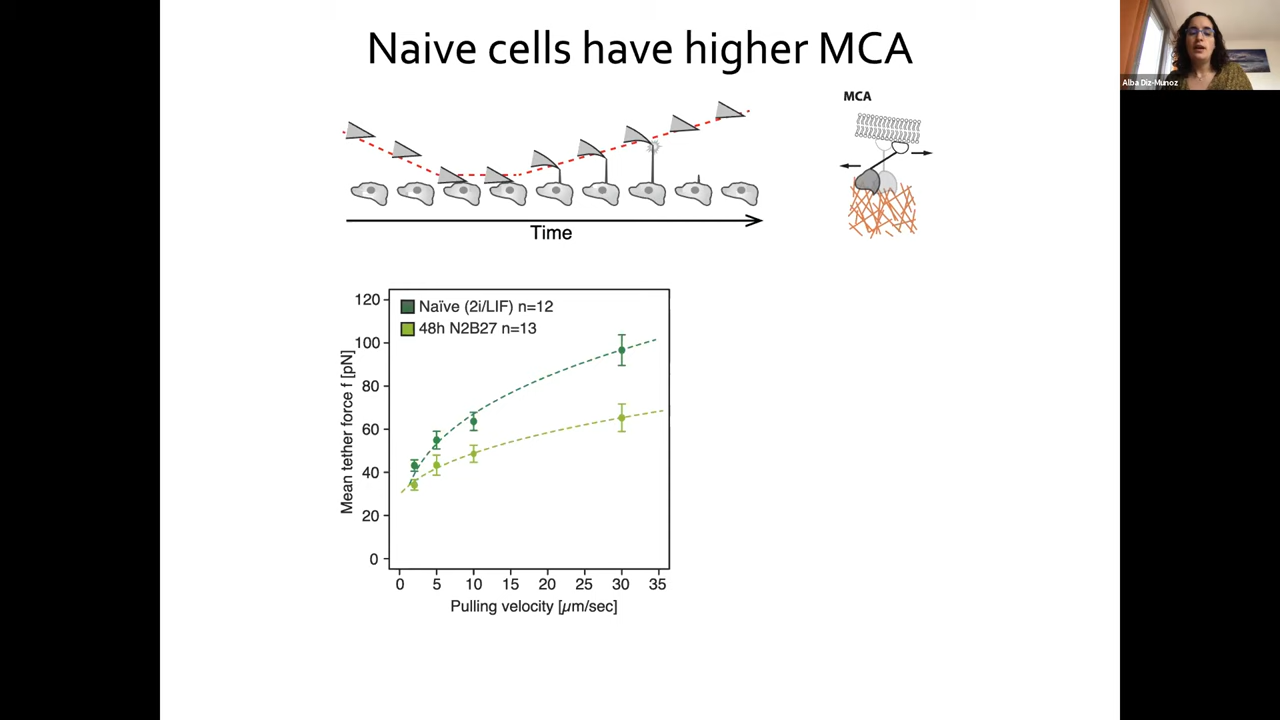 Naive cells have higher MCA
Alba Diz-Munoz
MCA
Time
Naïve (2i/LIF) n=12
48h N2B27 n=13
Mean tether force f [pN]
120
100
80
60
40
20
0
0 5 10 15 20 25 30 35
Pulling velocity [µm/sec]